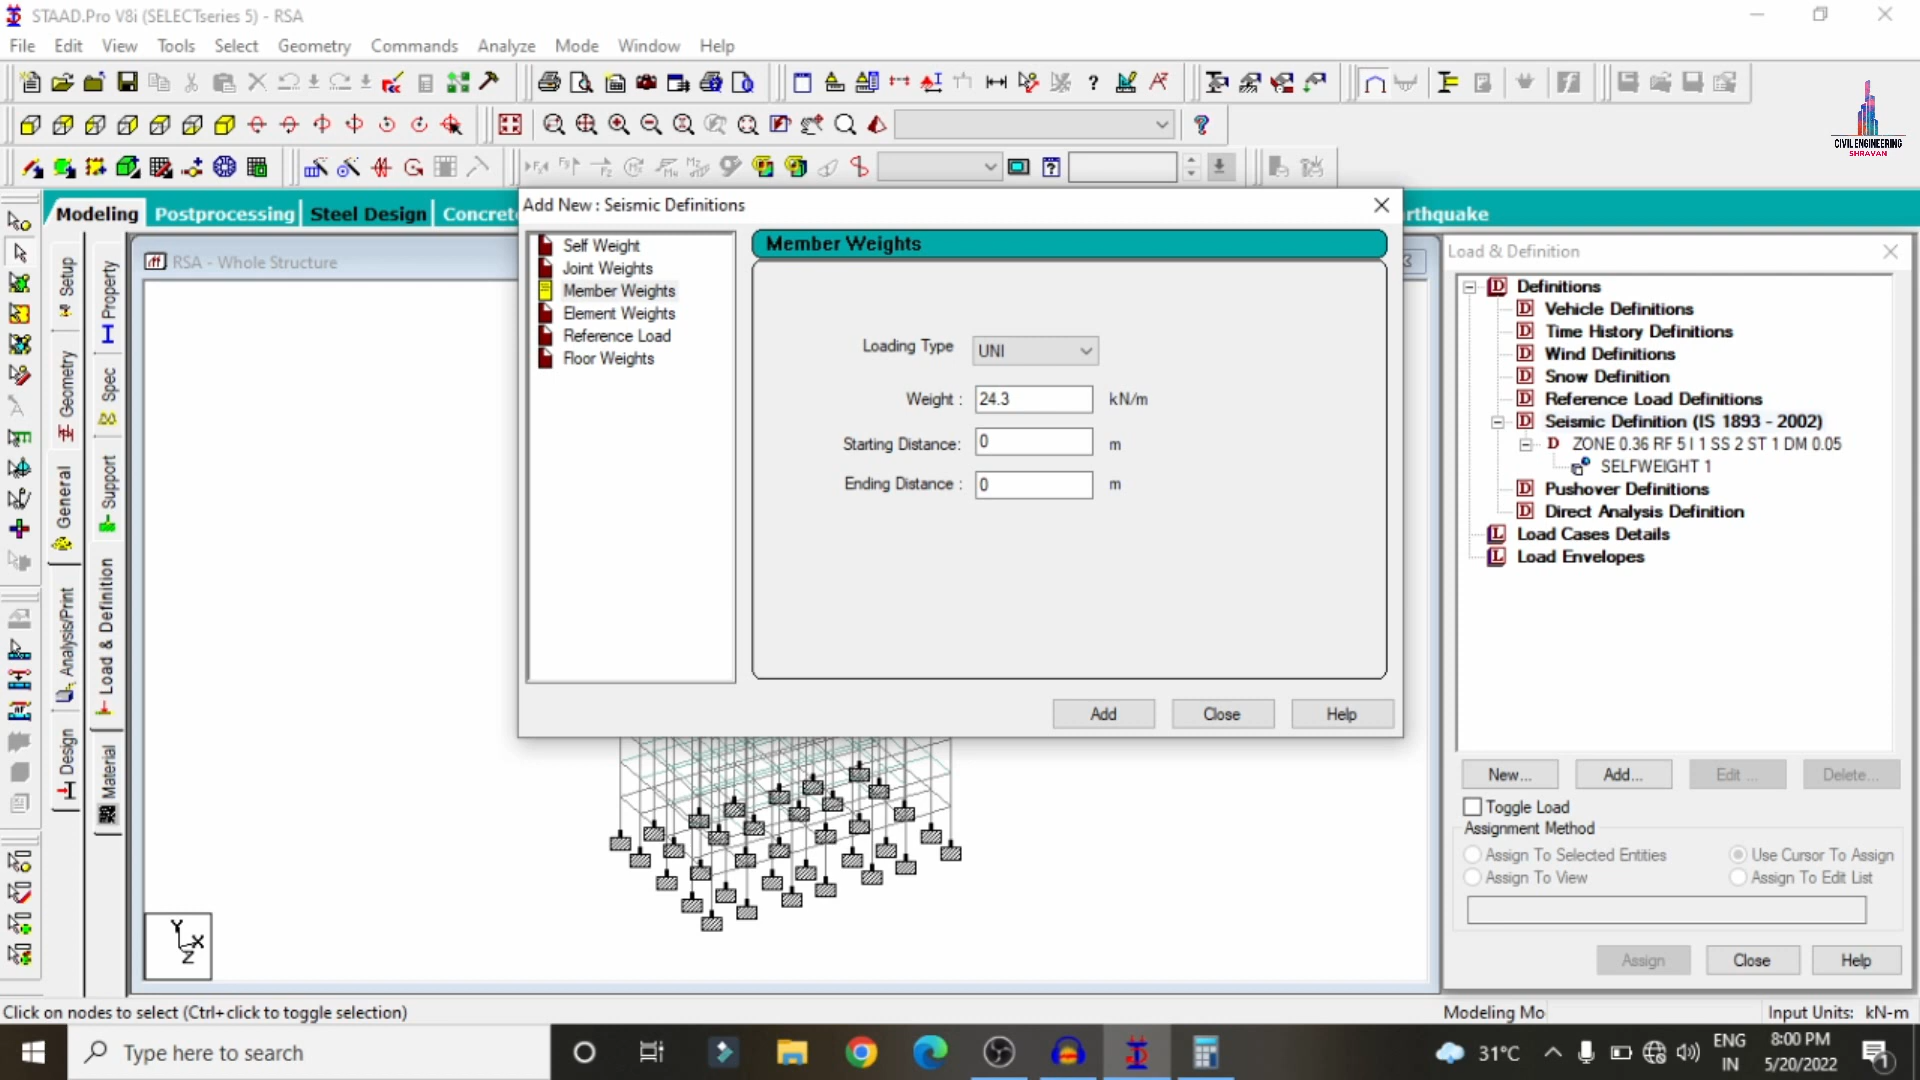 STAAD.Pro V8i (SELECTseries 5) - RSA
File Edit View Tools Select Geometry Commands Analyze Mode Window Help
CIVIL ENGINEERING
SHRAVAN
Modeling Postprocessing Steel Design Concrete rthquake
Add New : Seismic Definitions
Self Weight
Joint Weights
Member Weights
Element Weights
Reference Load
Floor Weights
Member Weights
Loading Type UNI
Weight : 24.3 kN/m
Starting Distance: 0 m
Ending Distance : 0 m
Add Close Help
RSA - Whole Structure
Setup
Geometry
General
Analysis/Print
Design
Property
Spec
Support
Load & Definition
Material
Y
X
Z
Load & Definition
Definitions
Vehicle Definitions
Time History Definitions
Wind Definitions
Snow Definition
Reference Load Definitions
Seismic Definition (IS 1893 - 2002)
ZONE 0.36 RF 5 I 1 SS 2 ST 1 DM 0.05
SELFWEIGHT 1
Pushover Definitions
Direct Analysis Definition
Load Cases Details
Load Envelopes
New... Add... Edit ... Delete...
Toggle Load
Assignment Method
Assign To Selected Entities Use Cursor To Assign
Assign To View Assign To Edit List
Assign Close Help
Click on nodes to select (Ctrl+click to toggle selection) Modeling Mo Input Units: kN-m
Type here to search
31°C
ENG
IN
8:00 PM
5/20/2022
1